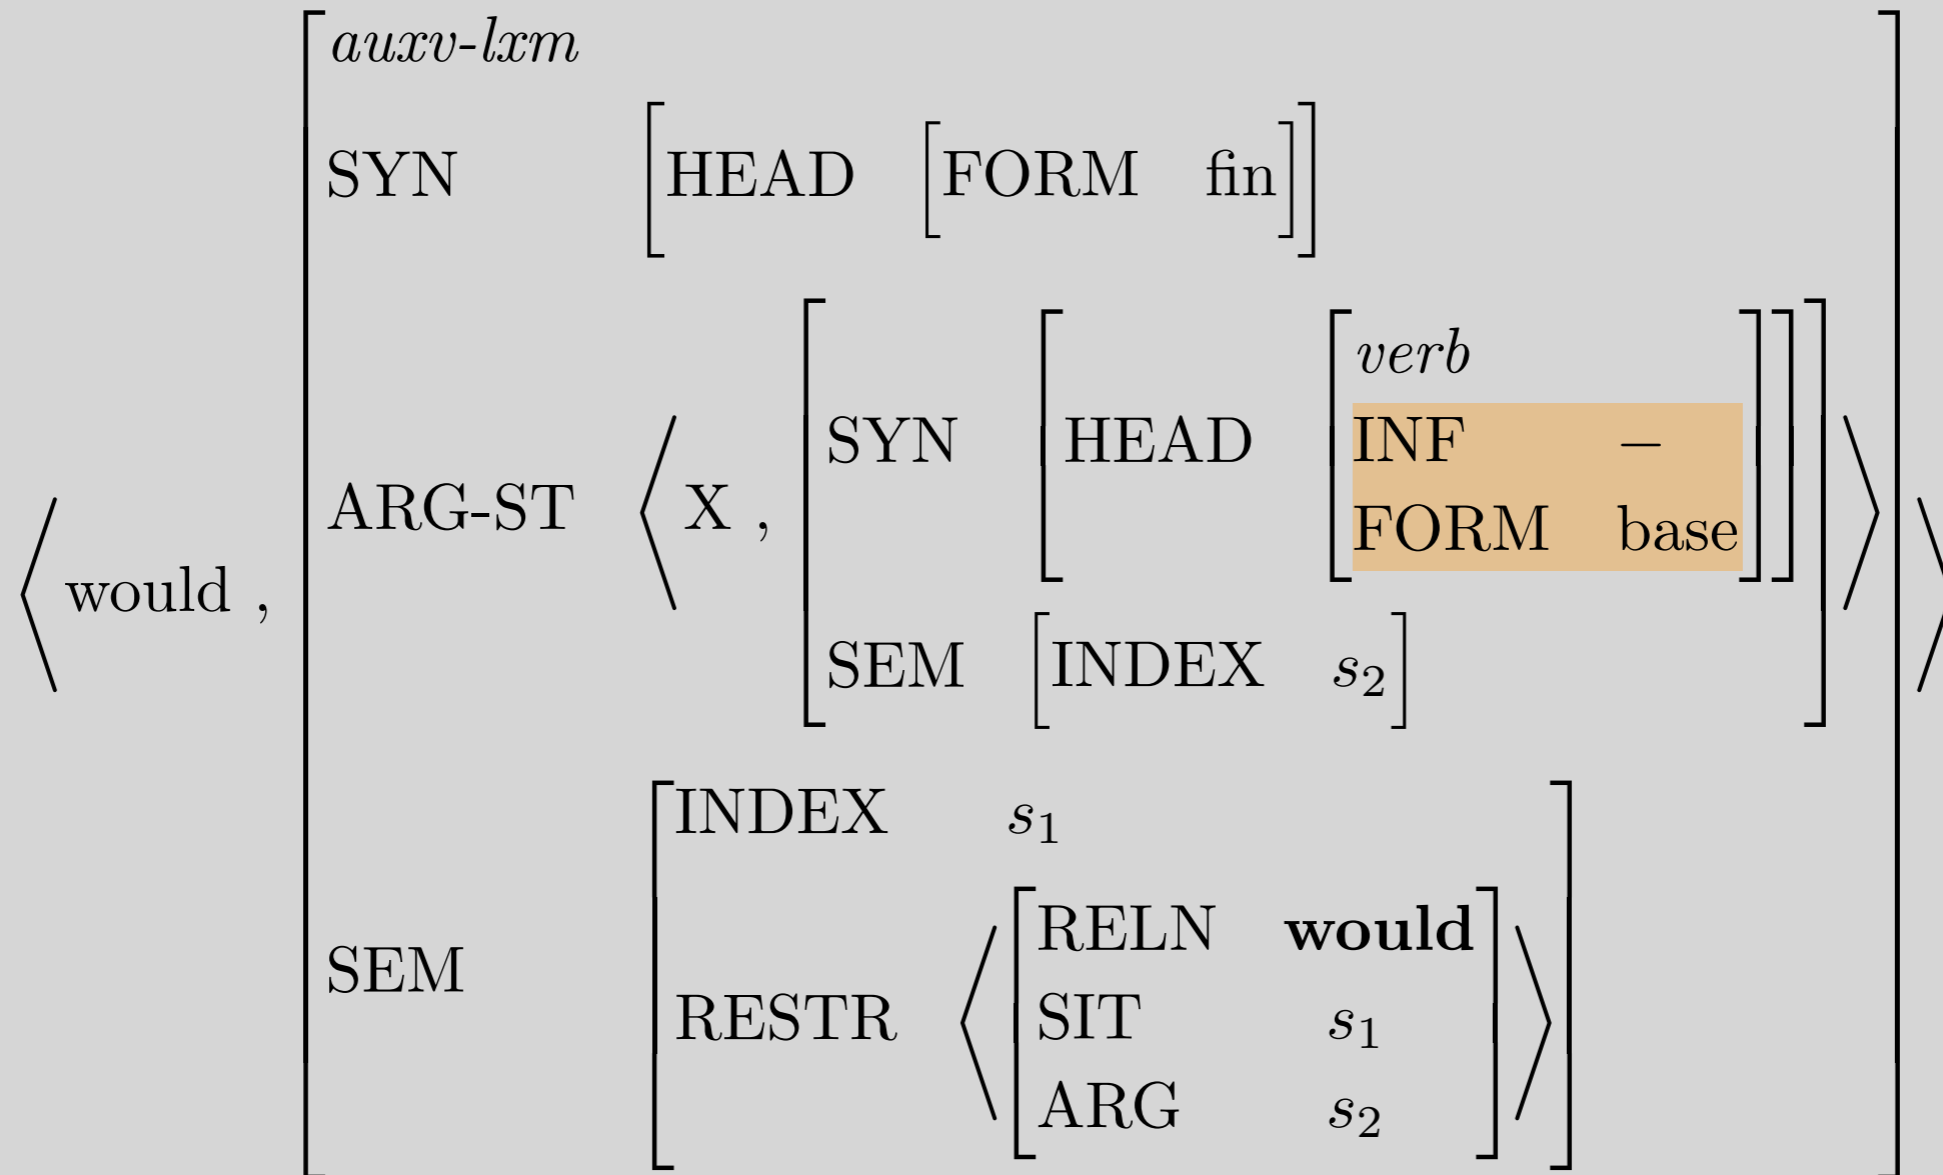 auxv-lxm
SYN [HEAD [FORM fin]]
verb
SYN [HEAD [INF –
ARG-ST ⟨X , FORM base]]
⟨would ,
SEM [INDEX s₂]
INDEX s₁
RELN would
SEM
RESTR SIT s₁
ARG s₂